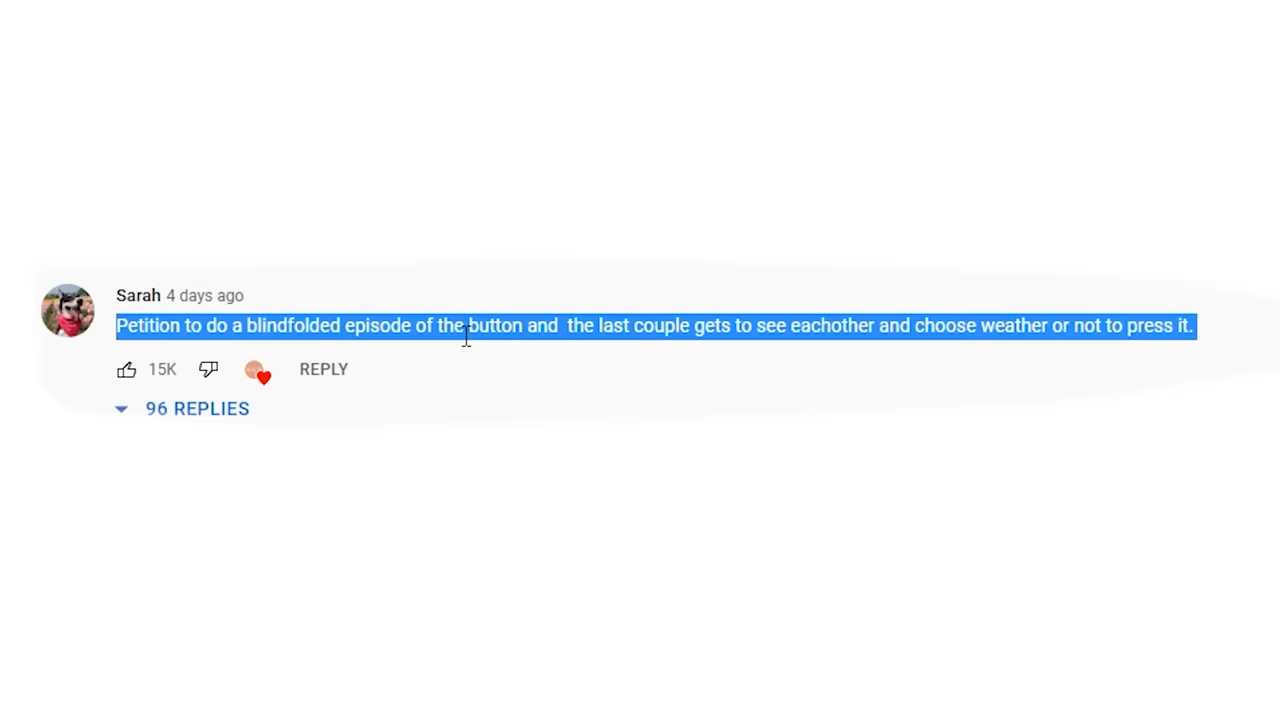 Sarah 4 days ago
Petition to do a blindfolded episode of the button and  the last couple gets to see eachother and choose weather or not to press it.
15K REPLY
96 REPLIES